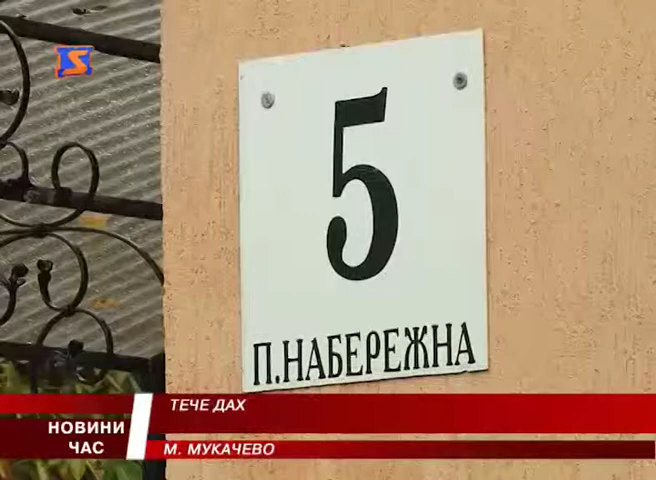 5
П.НАБЕРЕЖНА
ТЕЧЕ ДАХ
НОВИНИ
ЧАС
М. МУКАЧЕВО